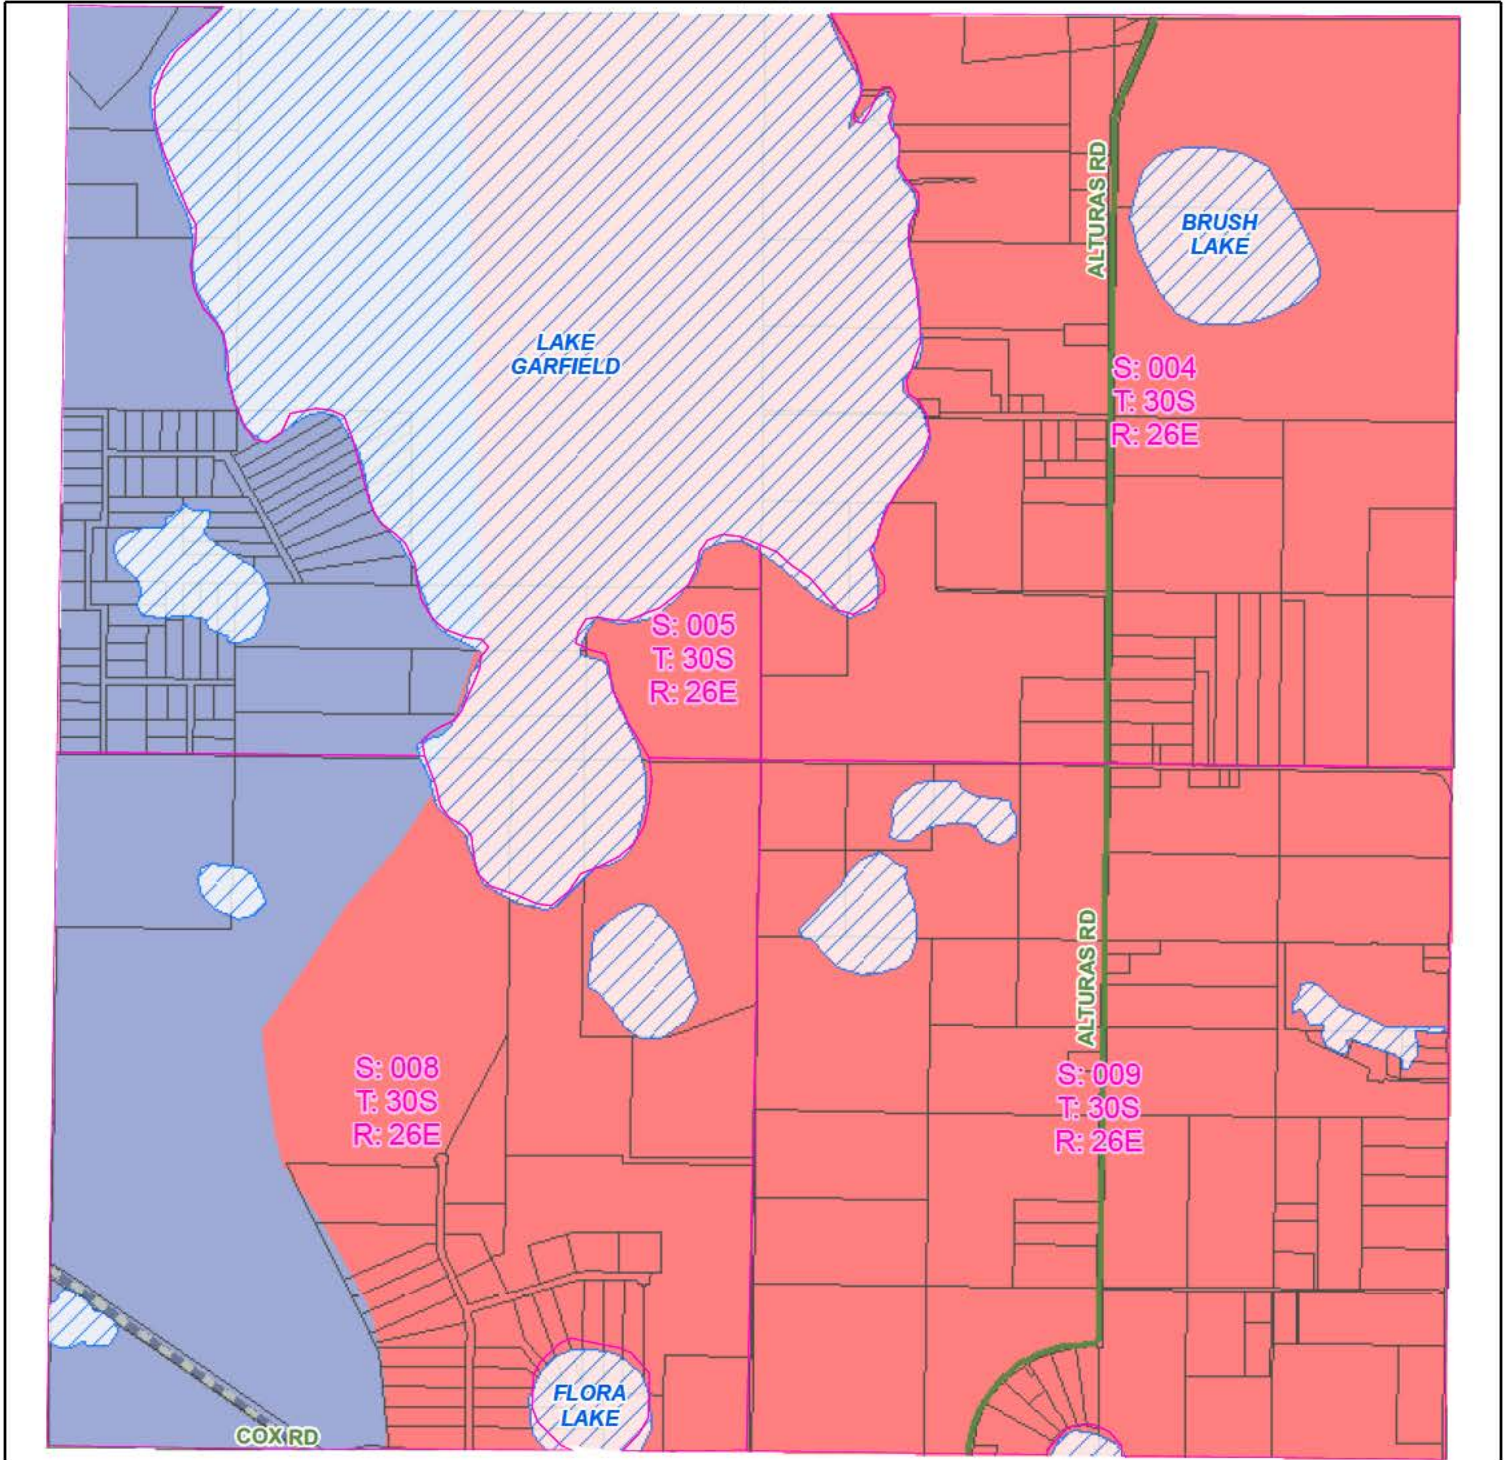 ALTURAS RD
BRUSH
LAKE
LAKE
GARFIELD
S: 004
T: 30S
R: 26E
S: 005
T: 30S
R: 26E
ALTURAS RD
S: 008
T: 30S
R: 26E
S: 009
T: 30S
R: 26E
FLORA
LAKE
COX RD